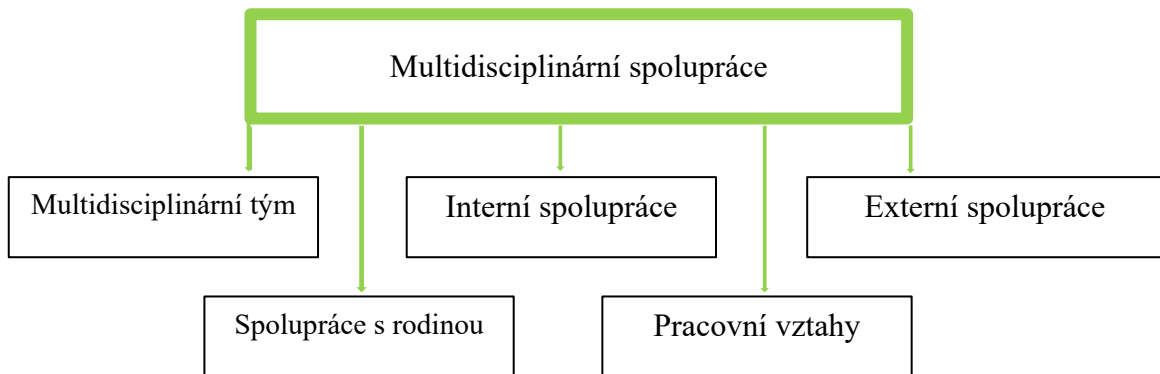 Multidisciplinární spolupráce
Multidisciplinární tým
Interní spolupráce
Externí spolupráce
Spolupráce s rodinou
Pracovní vztahy